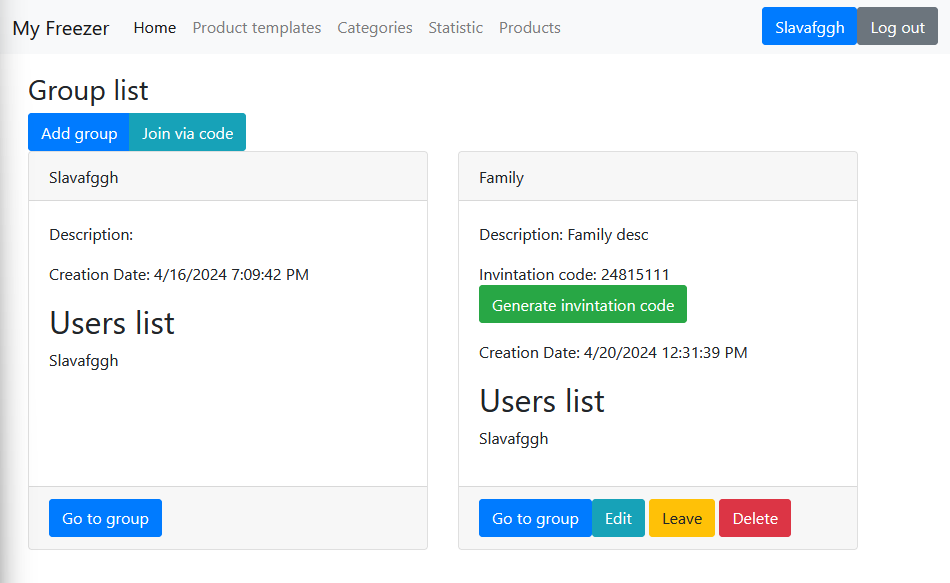 My Freezer Home Product templates Categories Statistic Products Slavafggh Log out
Group list
Add group Join via code
Slavafggh
Description:
Creation Date: 4/16/2024 7:09:42 PM
Users list
Slavafggh
Go to group
Family
Description: Family desc
Invintation code: 24815111
Generate invintation code
Creation Date: 4/20/2024 12:31:39 PM
Users list
Slavafggh
Go to group Edit Leave Delete